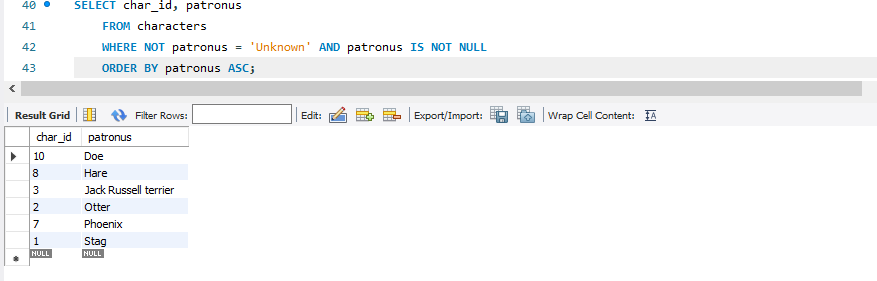 40 SELECT char_id, patronus
41 FROM characters
42 WHERE NOT patronus = 'Unknown' AND patronus IS NOT NULL
43 ORDER BY patronus ASC;
Result Grid Filter Rows: Edit: Export/Import: Wrap Cell Content: IA
char_id patronus
10 Doe
8 Hare
3 Jack Russell terrier
2 Otter
7 Phoenix
1 Stag
NULL NULL